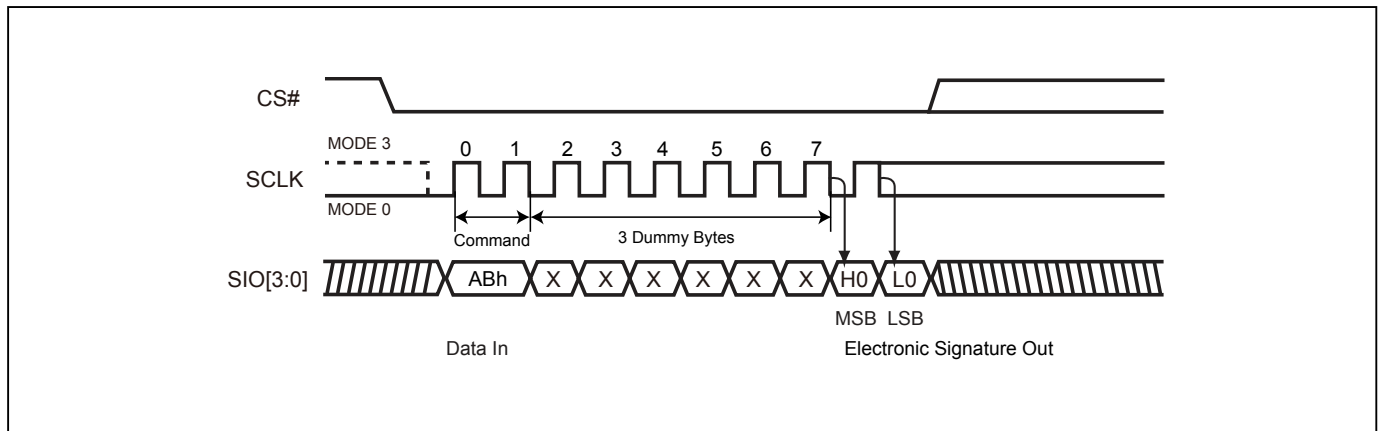 CS#
MODE 3
0 1 2 3 4 5 6 7
SCLK
MODE 0
Command 3 Dummy Bytes
SIO[3:0] ABh X X X X X X H0 L0
MSB LSB
Data In Electronic Signature Out